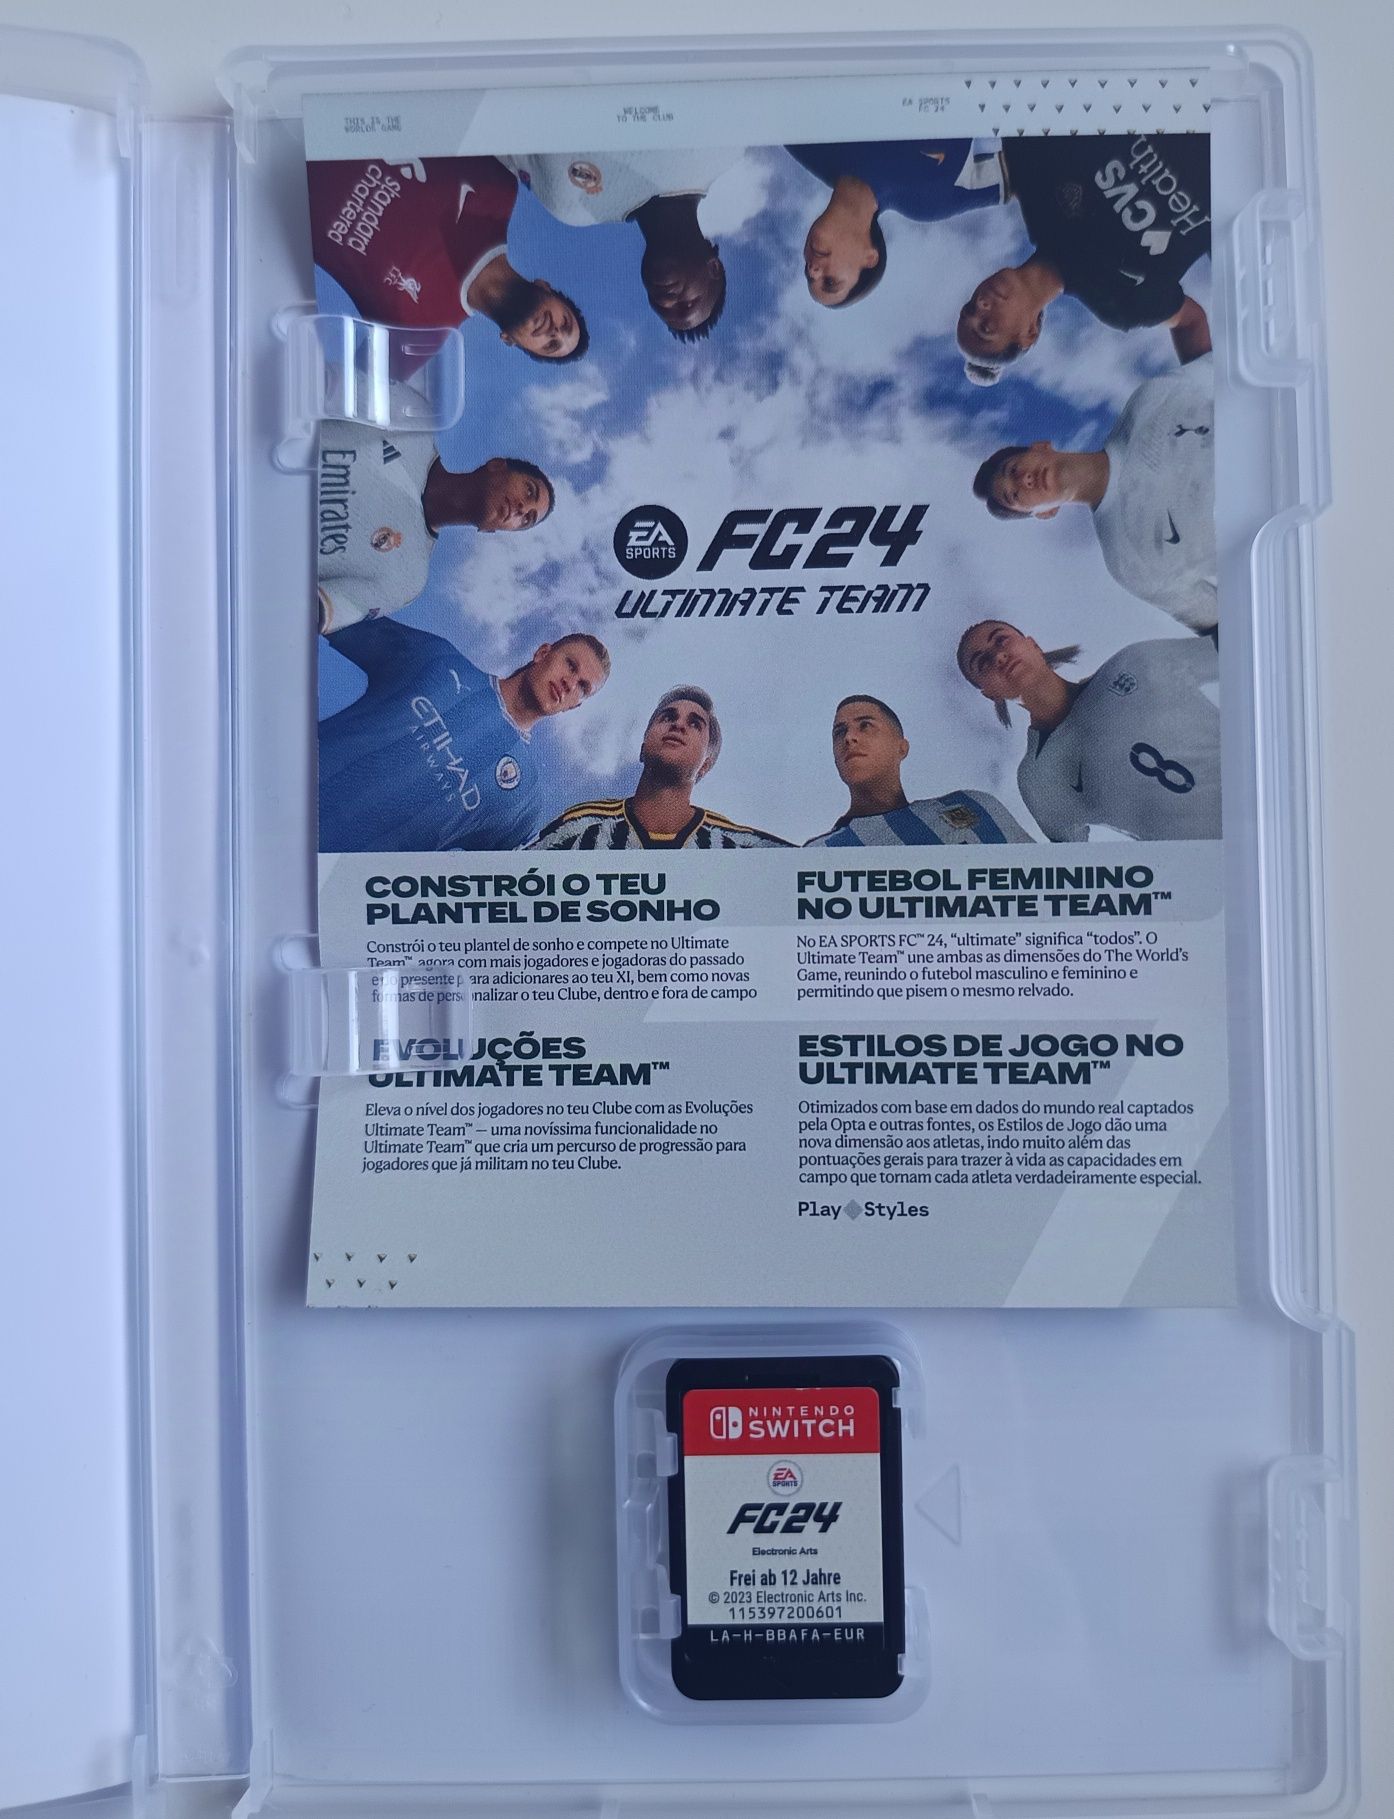 THIS IS THE
WORLDS GAME
WELCOME
TO THE CLUB
EA SPORTS
FC 24
standard
chartered
CVS
Health
Emirates
EA
SPORTS
FC24
ULTIMATE TEAM
ETIHAD
AIRWAYS
8
CONSTRÓI O TEU
PLANTEL DE SONHO
Constrói o teu plantel de sonho e compete no Ultimate
Team™ agora com mais jogadores e jogadoras do passado
e do presente para adicionares ao teu XI, bem como novas
formas de personalizar o teu Clube, dentro e fora de campo
FUTEBOL FEMININO
NO ULTIMATE TEAM™
No EA SPORTS FC™ 24, “ultimate” significa “todos”. O
Ultimate Team™ une ambas as dimensões do The World’s
Game, reunindo o futebol masculino e feminino e
permitindo que pisem o mesmo relvado.
EVOLUÇÕES
ULTIMATE TEAM™
Eleva o nível dos jogadores no teu Clube com as Evoluções
Ultimate Team™ — uma novíssima funcionalidade no
Ultimate Team™ que cria um percurso de progressão para
jogadores que já militam no teu Clube.
ESTILOS DE JOGO NO
ULTIMATE TEAM™
Otimizados com base em dados do mundo real captados
pela Opta e outras fontes, os Estilos de Jogo dão uma
nova dimensão aos atletas, indo muito além das
pontuações gerais para trazer à vida as capacidades em
campo que tornam cada atleta verdadeiramente especial.
Play Styles
NINTENDO
SWITCH
EA
SPORTS
FC24
Electronic Arts
Frei ab 12 Jahre
© 2023 Electronic Arts Inc.
115397200601
LA-H-BBAFA-EUR